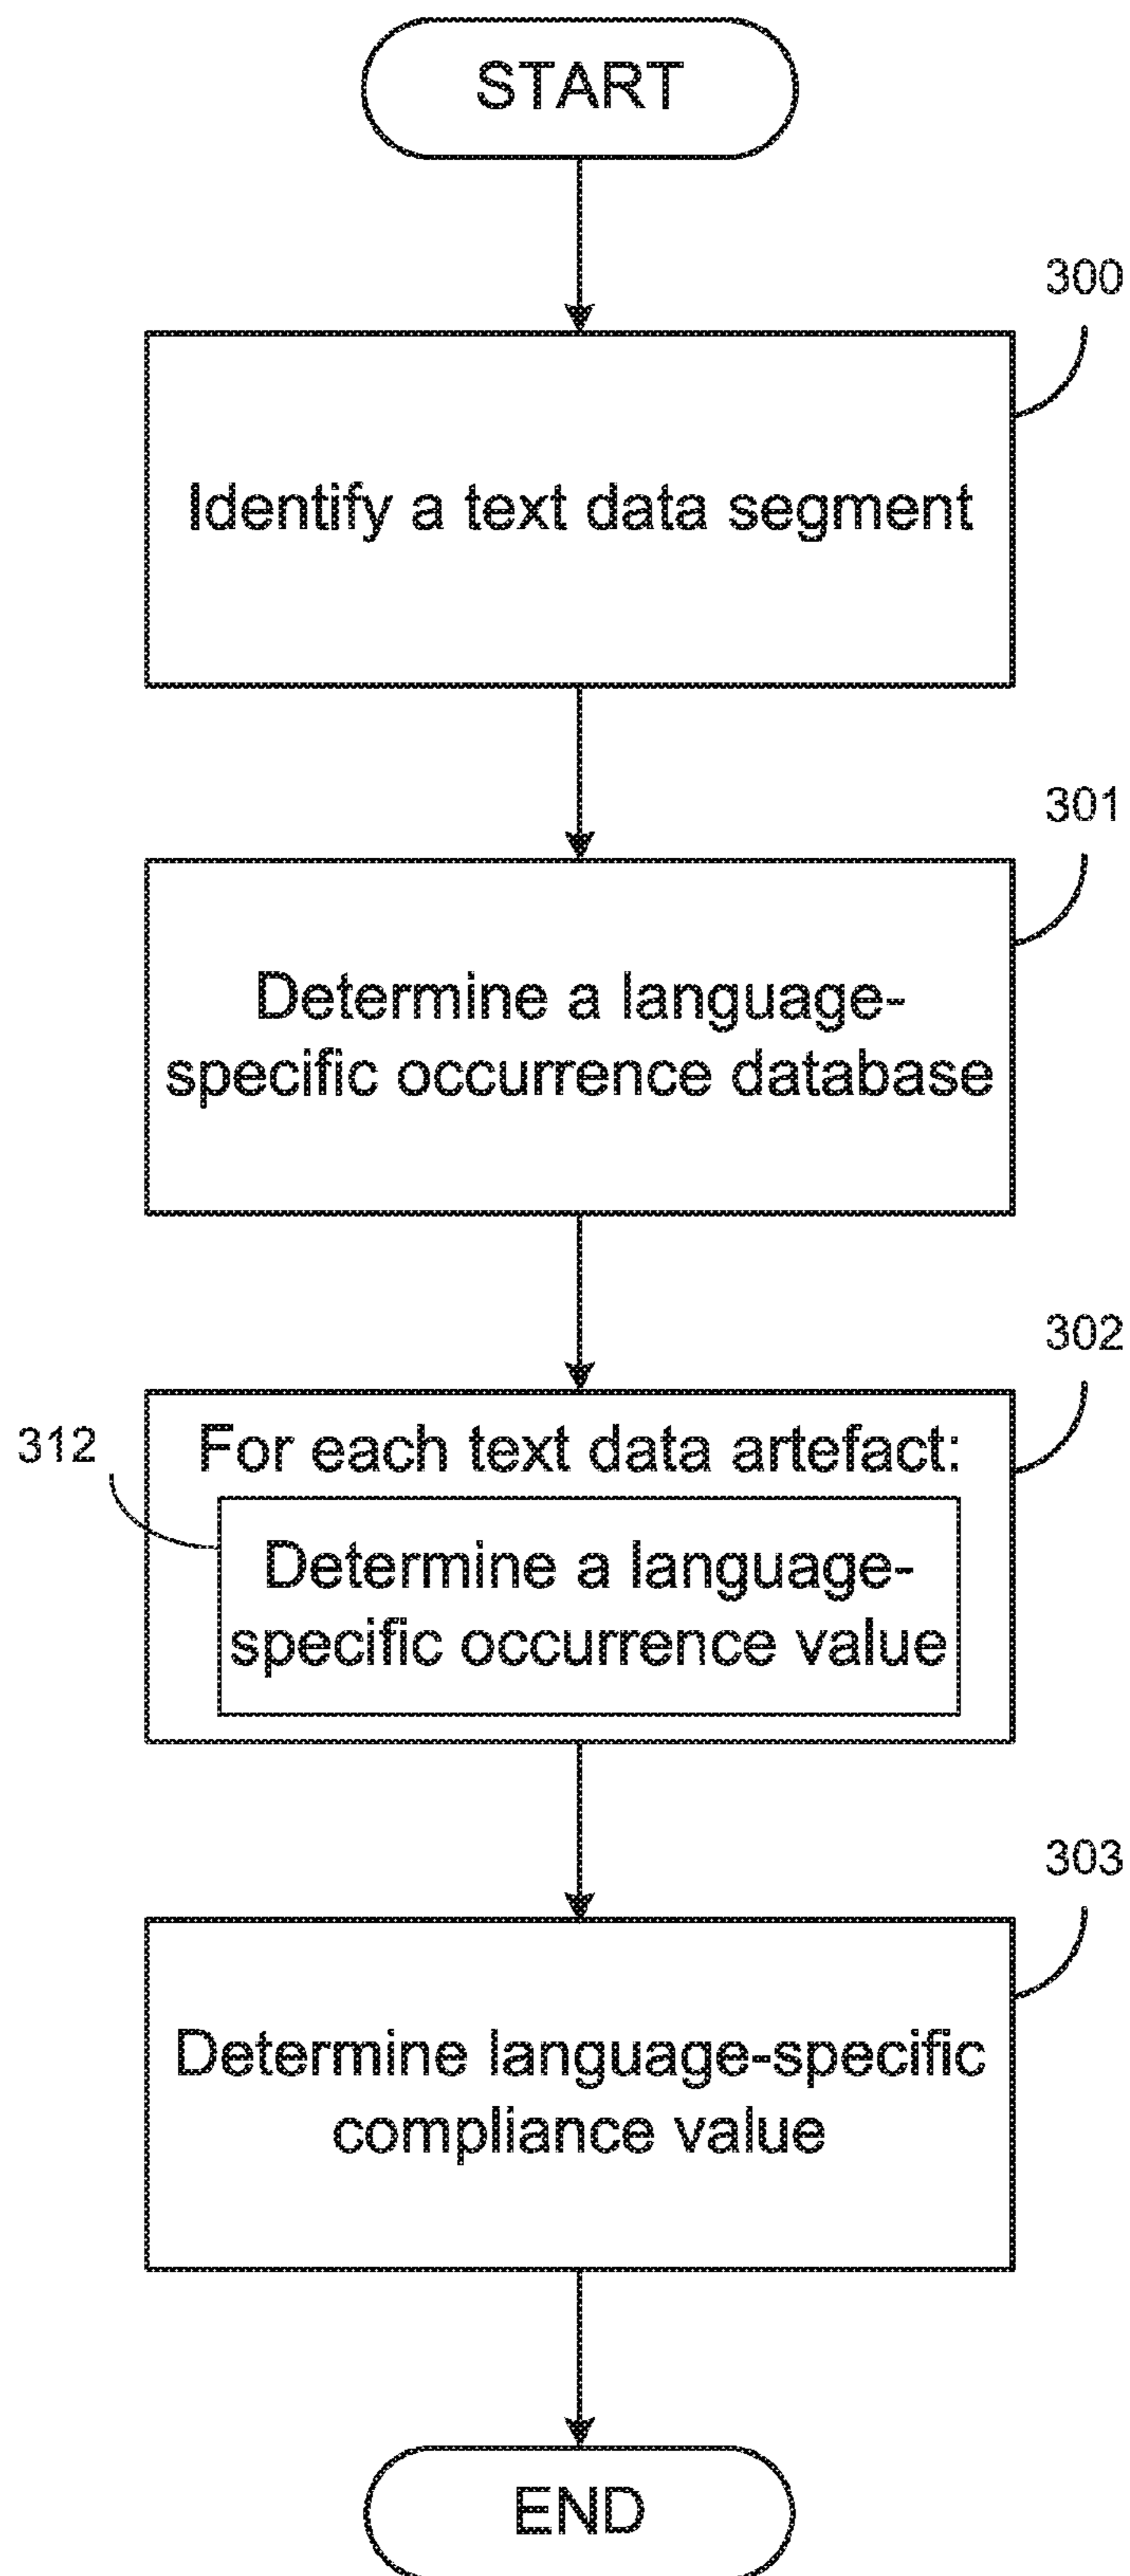 START
300
Identify a text data segment
301
Determine a language-
specific occurrence database
302
312
For each text data artefact:
Determine a language-
specific occurrence value
303
Determine language-specific
compliance value
END